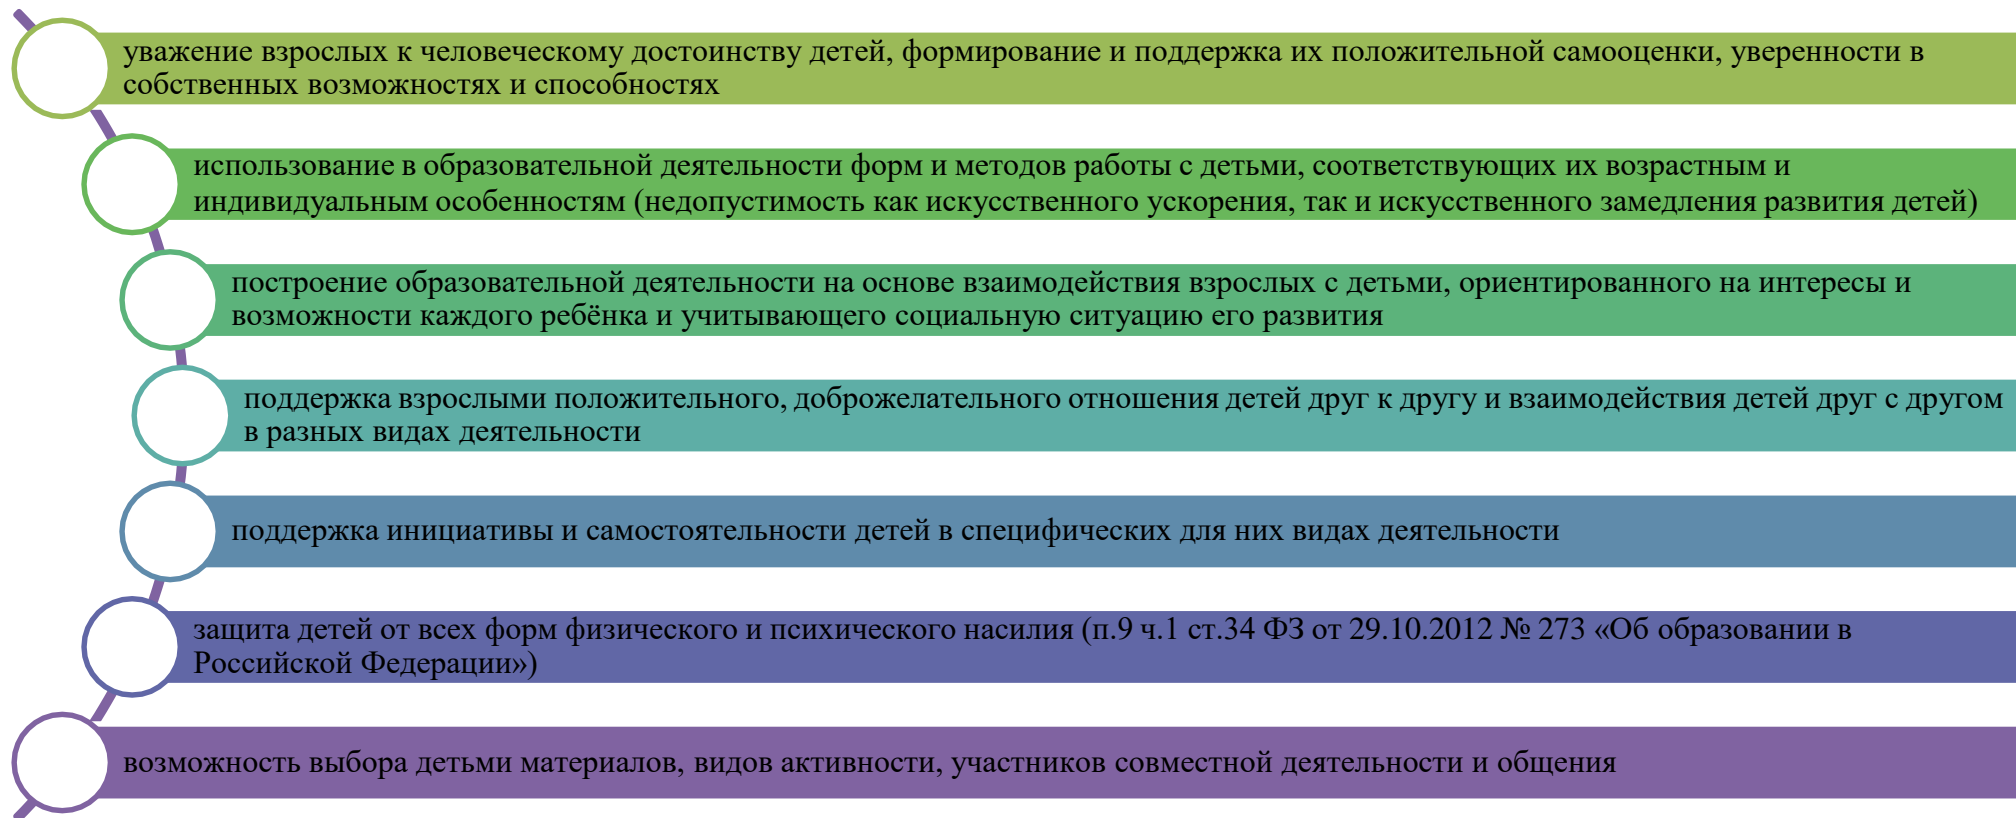 уважение взрослых к человеческому достоинству детей, формирование и поддержка их положительной самооценки, уверенности в
собственных возможностях и способностях
использование в образовательной деятельности форм и методов работы с детьми, соответствующих их возрастным и
индивидуальным особенностям (недопустимость как искусственного ускорения, так и искусственного замедления развития детей)
построение образовательной деятельности на основе взаимодействия взрослых с детьми, ориентированного на интересы и
возможности каждого ребёнка и учитывающего социальную ситуацию его развития
поддержка взрослыми положительного, доброжелательного отношения детей друг к другу и взаимодействия детей друг с другом
в разных видах деятельности
поддержка инициативы и самостоятельности детей в специфических для них видах деятельности
защита детей от всех форм физического и психического насилия (п.9 ч.1 ст.34 ФЗ от 29.10.2012 № 273 «Об образовании в
Российской Федерации»)
возможность выбора детьми материалов, видов активности, участников совместной деятельности и общения